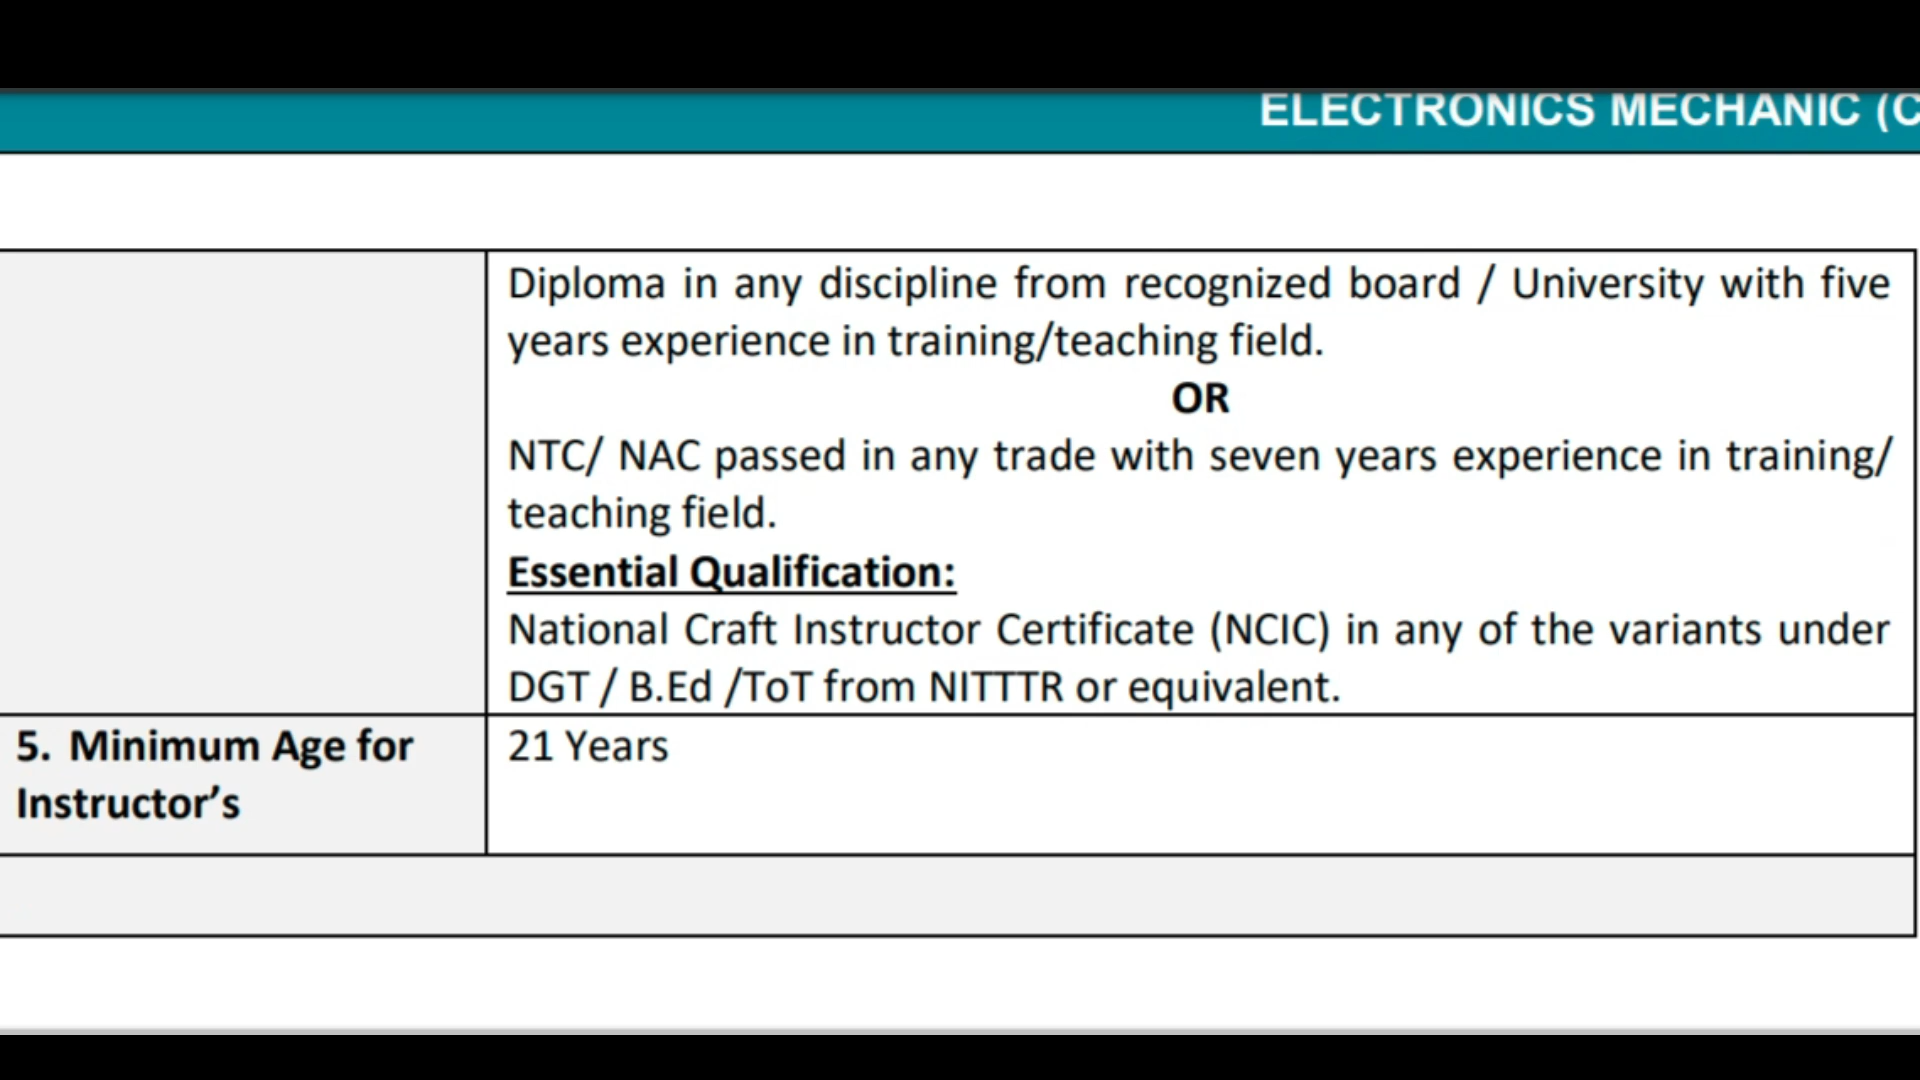 ELECTRONICS MECHANIC (C
Diploma in any discipline from recognized board / University with five
years experience in training/teaching field.
OR
NTC/ NAC passed in any trade with seven years experience in training/
teaching field.
Essential Qualification:
National Craft Instructor Certificate (NCIC) in any of the variants under
DGT / B.Ed /ToT from NITTTR or equivalent.
5. Minimum Age for
Instructor’s
21 Years